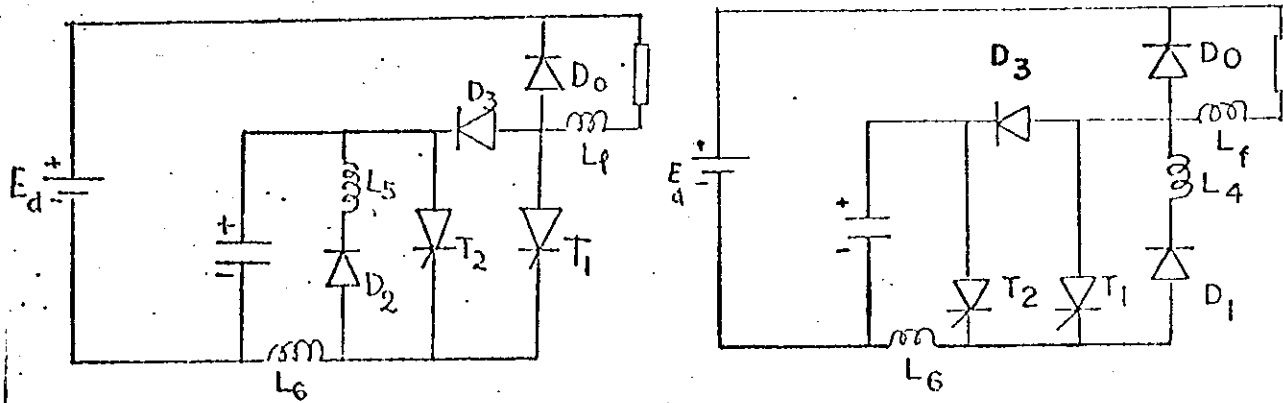 D0
D3
Lf
+
Ed
-
L5
+
-
T2
T1
D2
L6
D3
D0
Lf
+
Ed
-
L4
+
-
T2
T1
D1
L6